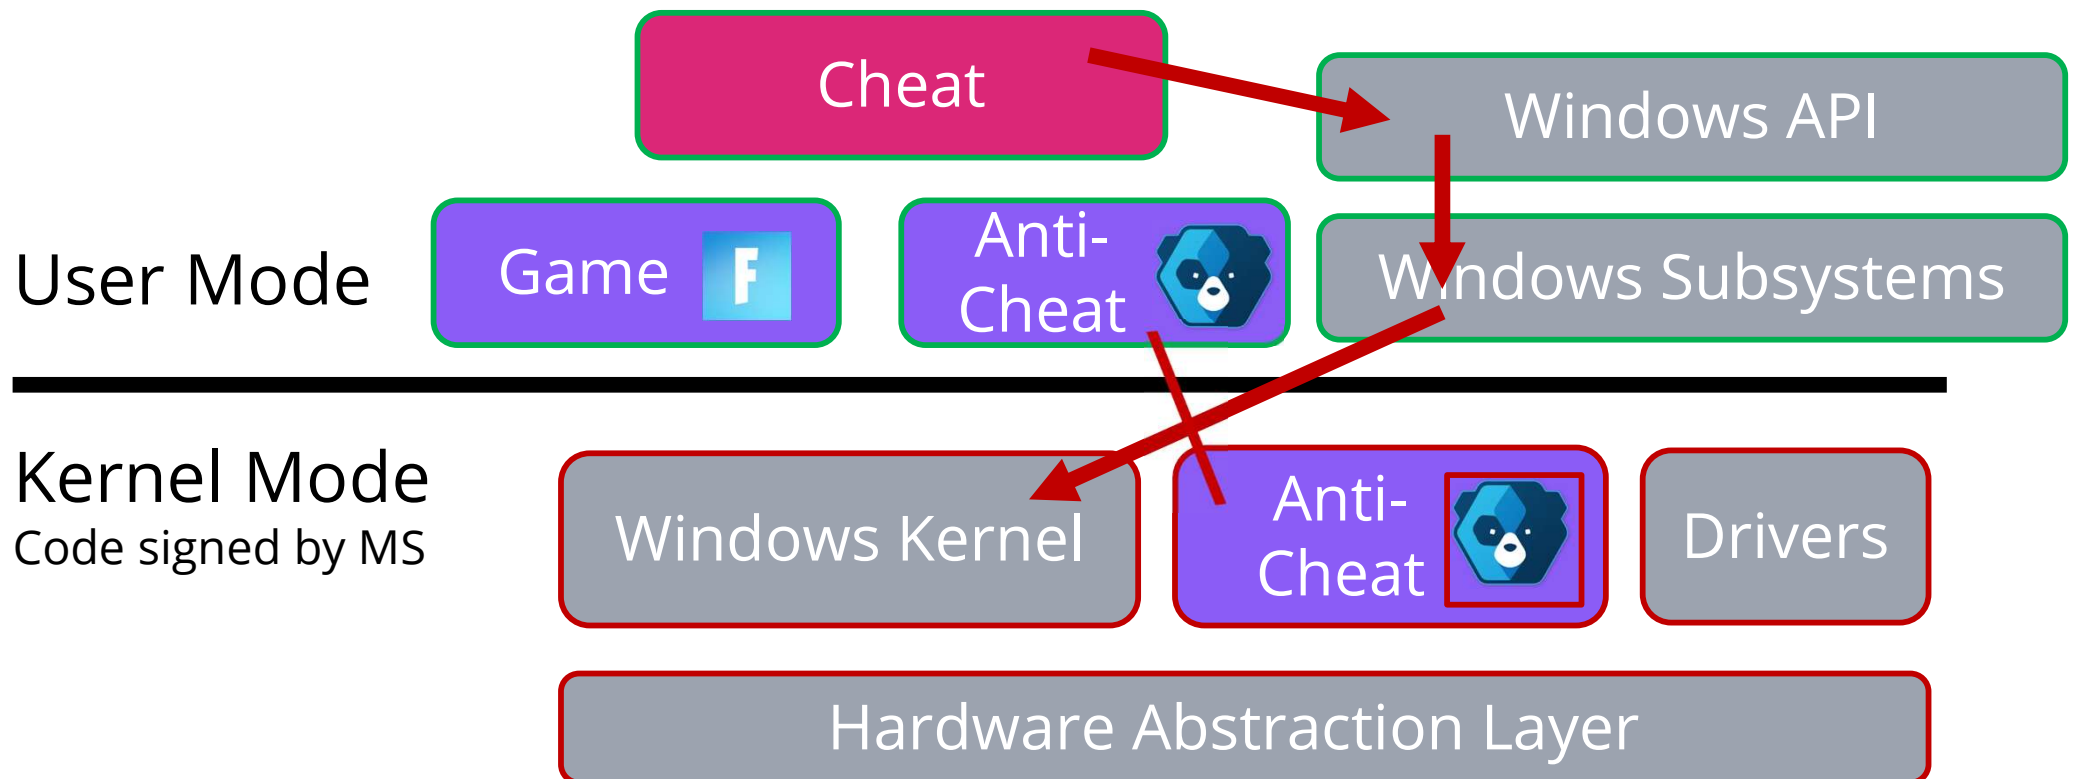 Cheat
Windows API
User Mode
Game
F
Anti-
Cheat
Windows Subsystems
Kernel Mode
Code signed by MS
Windows Kernel
Anti-
Cheat
Drivers
Hardware Abstraction Layer